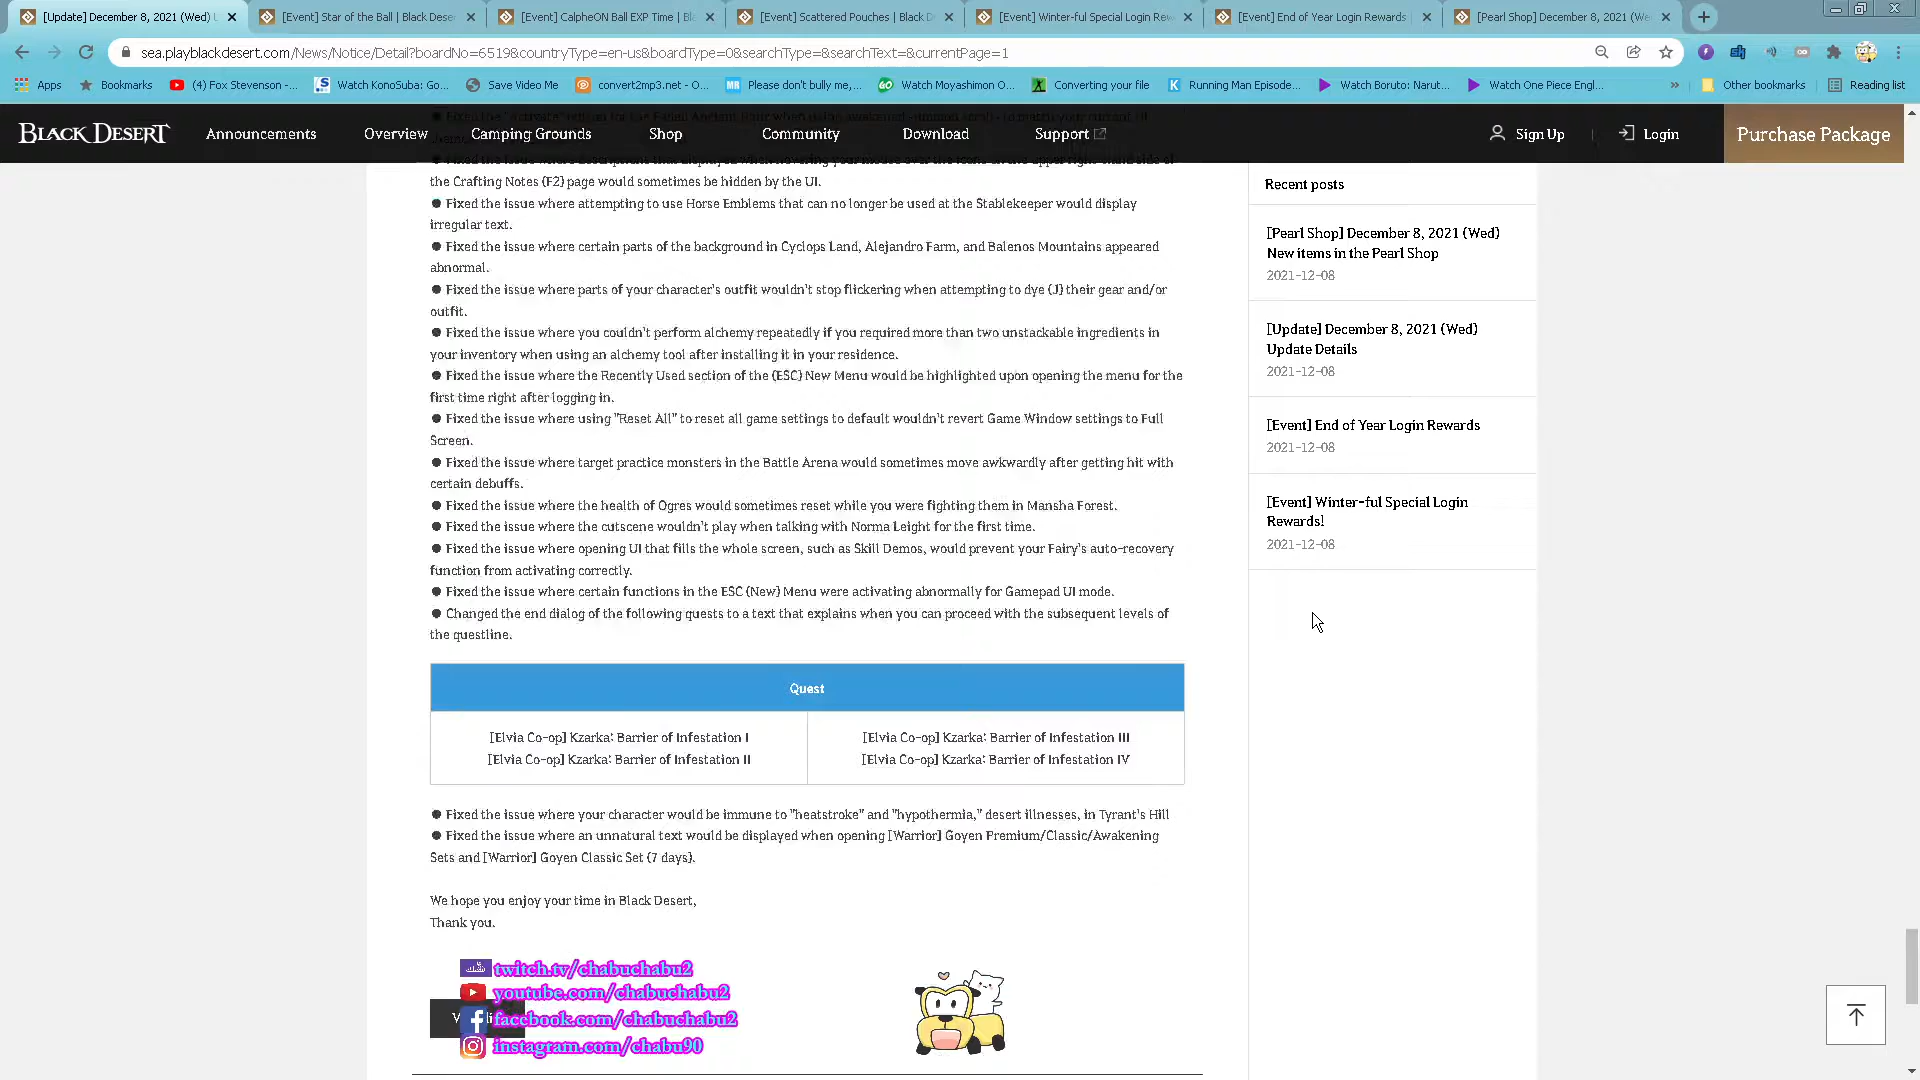 [Update] December 8, 2021 (Wed) U
[Event] Star of the Ball | Black Deser
[Event] CalpheON Ball EXP Time | Bl
[Event] Scattered Pouches | Black D
[Event] Winter-ful Special Login Rew
[Event] End of Year Login Rewards
[Pearl Shop] December 8, 2021 (We
sea.playblackdesert.com/News/Notice/Detail?boardNo=6519&countryType=en-us&boardType=0&searchType=&searchText=&currentPage=1
Apps
Bookmarks
(4) Fox Stevenson -...
Watch KonoSuba: Go...
Save Video Me
convert2mp3.net - O...
Please don't bully me,...
Watch Moyashimon O...
Converting your file
Running Man Episode...
Watch Boruto: Narut...
Watch One Piece Engl...
»
Other bookmarks
Reading list
BLACK DESERT
Announcements
Overview
Camping Grounds
Shop
Community
Download
Support
Sign Up
Login
Purchase Package
the Crafting Notes (F2) page would sometimes be hidden by the UI.
● Fixed the issue where attempting to use Horse Emblems that can no longer be used at the Stablekeeper would display
irregular text.
● Fixed the issue where certain parts of the background in Cyclops Land, Alejandro Farm, and Balenos Mountains appeared
abnormal.
● Fixed the issue where parts of your character's outfit wouldn't stop flickering when attempting to dye (J) their gear and/or
outfit.
● Fixed the issue where you couldn't perform alchemy repeatedly if you required more than two unstackable ingredients in
your inventory when using an alchemy tool after installing it in your residence.
● Fixed the issue where the Recently Used section of the (ESC) New Menu would be highlighted upon opening the menu for the
first time right after logging in.
● Fixed the issue where using "Reset All" to reset all game settings to default wouldn't revert Game Window settings to Full
Screen.
● Fixed the issue where target practice monsters in the Battle Arena would sometimes move awkwardly after getting hit with
certain debuffs.
● Fixed the issue where the health of Ogres would sometimes reset while you were fighting them in Mansha Forest.
● Fixed the issue where the cutscene wouldn't play when talking with Norma Leight for the first time.
● Fixed the issue where opening UI that fills the whole screen, such as Skill Demos, would prevent your Fairy's auto-recovery
function from activating correctly.
● Fixed the issue where certain functions in the ESC (New) Menu were activating abnormally for Gamepad UI mode.
● Changed the end dialog of the following quests to a text that explains when you can proceed with the subsequent levels of
the questline.
Quest
[Elvia Co-op] Kzarka: Barrier of Infestation I
[Elvia Co-op] Kzarka: Barrier of Infestation II
[Elvia Co-op] Kzarka: Barrier of Infestation III
[Elvia Co-op] Kzarka: Barrier of Infestation IV
● Fixed the issue where your character would be immune to "heatstroke" and "hypothermia," desert illnesses, in Tyrant's Hill
● Fixed the issue where an unnatural text would be displayed when opening [Warrior] Goyen Premium/Classic/Awakening
Sets and [Warrior] Goyen Classic Set (7 days).
We hope you enjoy your time in Black Desert,
Thank you.
twitch.tv/chabuchabu2
youtube.com/chabuchabu2
facebook.com/chabuchabu2
instagram.com/chabu90
Recent posts
[Pearl Shop] December 8, 2021 (Wed)
New items in the Pearl Shop
2021-12-08
[Update] December 8, 2021 (Wed)
Update Details
2021-12-08
[Event] End of Year Login Rewards
2021-12-08
[Event] Winter-ful Special Login
Rewards!
2021-12-08